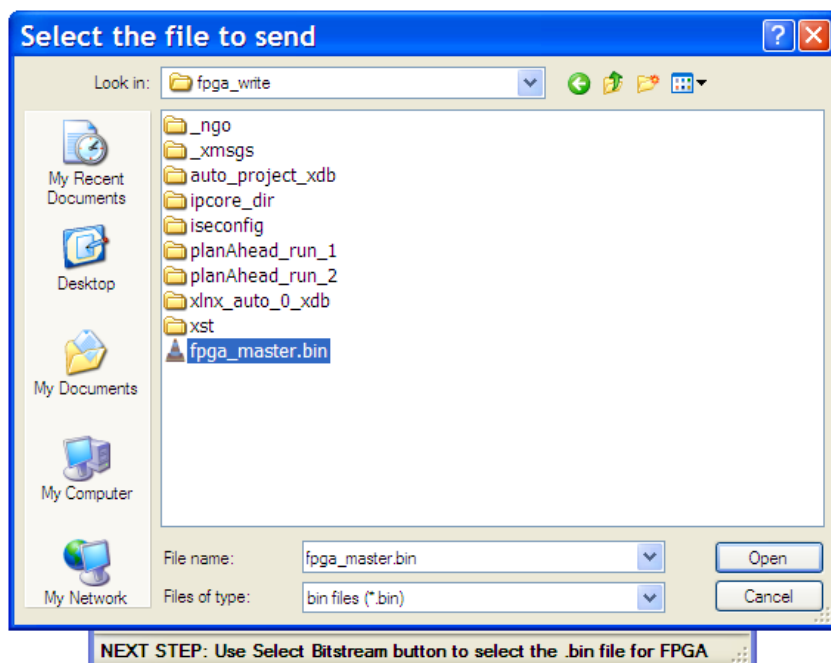 Select the file to send
Look in:
fpga_write
My Recent
Documents
Desktop
My Documents
My Computer
My Network
_ngo
_xmsgs
auto_project_xdb
ipcore_dir
iseconfig
planAhead_run_1
planAhead_run_2
xlnx_auto_0_xdb
xst
fpga_master.bin
File name:
fpga_master.bin
Open
Files of type:
bin files (*.bin)
Cancel
NEXT STEP: Use Select Bitstream button to select the .bin file for FPGA